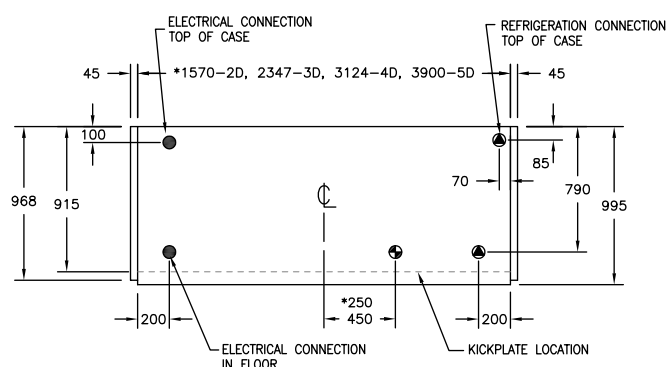 ELECTRICAL CONNECTION
TOP OF CASE
REFRIGERATION CONNECTION
TOP OF CASE
45
*1570-2D, 2347-3D, 3124-4D, 3900-5D
45
100
85
70
790
968
915
995
℄
*250
450
200
200
ELECTRICAL CONNECTION
IN FLOOR
KICKPLATE LOCATION